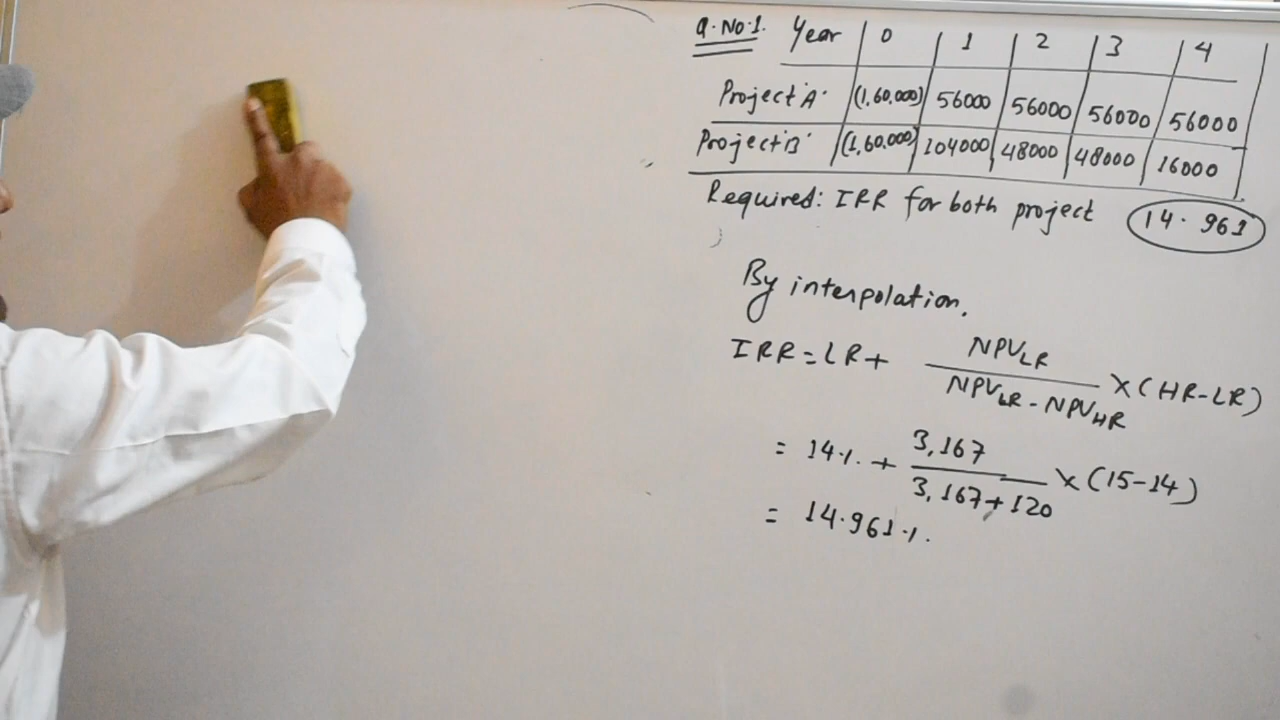 Q.No.1. Year 0 1 2 3 4
Project 'A' (1,60,000) 56000 56000 56000 56000
Project 'B' (1,60,000) 104000 48000 48000 16000
Required: IRR for both project 14.961
By interpolation.
IRR = LR + NPVLR / NPVLR - NPVHR × (HR-LR)
= 14%. + 3,167 / 3,167+120 × (15-14)
= 14.961%.